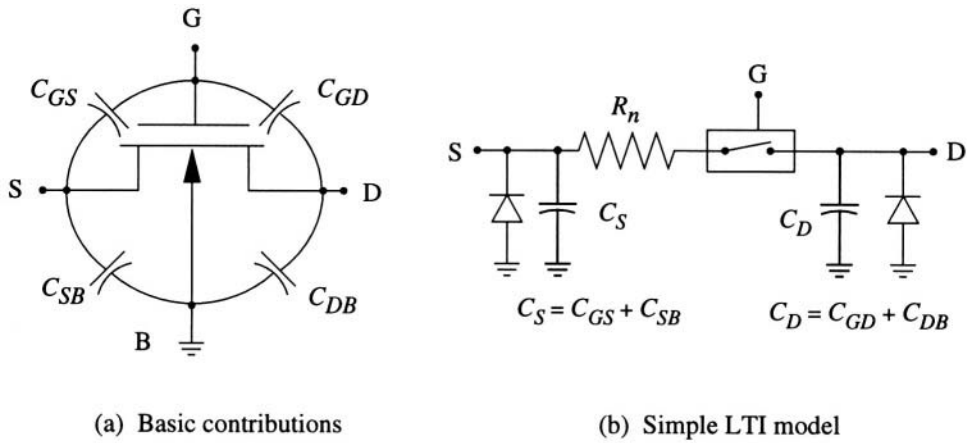 G
C_GS
C_GD
S
D
C_SB
C_DB
B
(a) Basic contributions
G
R_n
S
D
C_S
C_D
C_S = C_GS + C_SB
C_D = C_GD + C_DB
(b) Simple LTI model